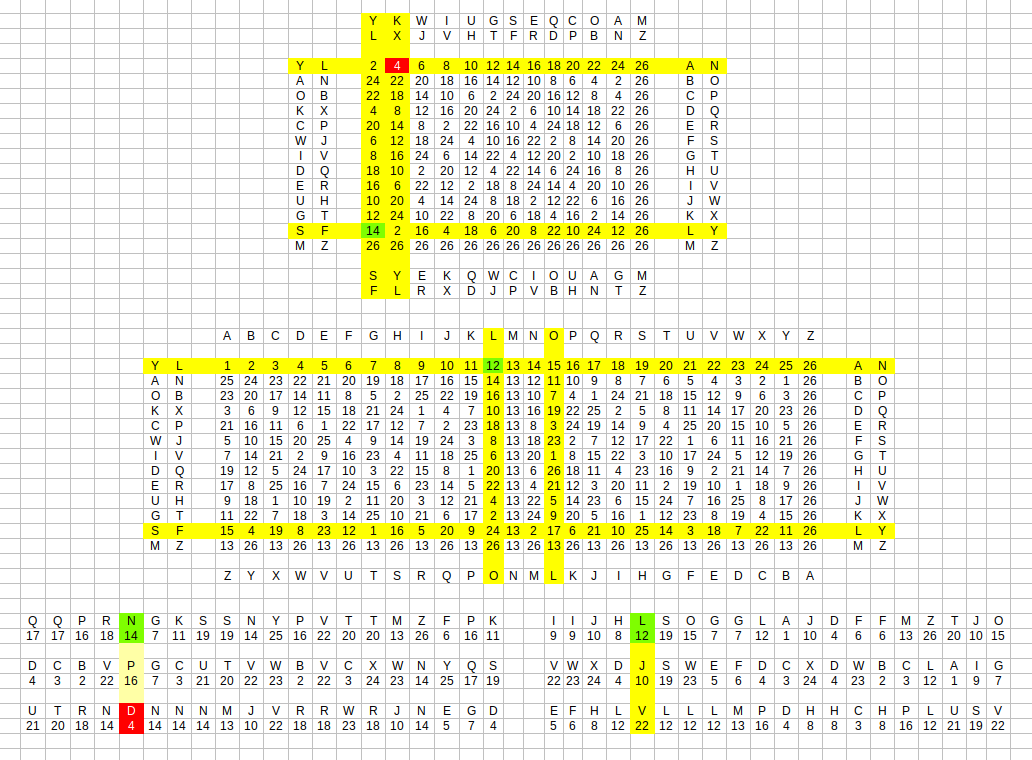 Y K W I U G S E Q C O A M
L X J V H T F R D P B N Z
Y L 2 4 6 8 10 12 14 16 18 20 22 24 26 A N
A N 24 22 20 18 16 14 12 10 8 6 4 2 26 B O
O B 22 18 14 10 6 2 24 20 16 12 8 4 26 C P
K X 4 8 12 16 20 24 2 6 10 14 18 22 26 D Q
C P 20 14 8 2 22 16 10 4 24 18 12 6 26 E R
W J 6 12 18 24 4 10 16 22 2 8 14 20 26 F S
I V 8 16 24 6 14 22 4 12 20 2 10 18 26 G T
D Q 18 10 2 20 12 4 22 14 6 24 16 8 26 H U
E R 16 6 22 12 2 18 8 24 14 4 20 10 26 I V
U H 10 20 4 14 24 8 18 2 12 22 6 16 26 J W
G T 12 24 10 22 8 20 6 18 4 16 2 14 26 K X
S F 14 2 16 4 18 6 20 8 22 10 24 12 26 L Y
M Z 26 26 26 26 26 26 26 26 26 26 26 26 26 M Z
S Y E K Q W C I O U A G M
F L R X D J P V B H N T Z
A B C D E F G H I J K L M N O P Q R S T U V W X Y Z
Y L 1 2 3 4 5 6 7 8 9 10 11 12 13 14 15 16 17 18 19 20 21 22 23 24 25 26 A N
A N 25 24 23 22 21 20 19 18 17 16 15 14 13 12 11 10 9 8 7 6 5 4 3 2 1 26 B O
O B 23 20 17 14 11 8 5 2 25 22 19 16 13 10 7 4 1 24 21 18 15 12 9 6 3 26 C P
K X 3 6 9 12 15 18 21 24 1 4 7 10 13 16 19 22 25 2 5 8 11 14 17 20 23 26 D Q
C P 21 16 11 6 1 22 17 12 7 2 23 18 13 8 3 24 19 14 9 4 25 20 15 10 5 26 E R
W J 5 10 15 20 25 4 9 14 19 24 3 8 13 18 23 2 7 12 17 22 1 6 11 16 21 26 F S
I V 7 14 21 2 9 16 23 4 11 18 25 6 13 20 1 8 15 22 3 10 17 24 5 12 19 26 G T
D Q 19 12 5 24 17 10 3 22 15 8 1 20 13 6 26 18 11 4 23 16 9 2 21 14 7 26 H U
E R 17 8 25 16 7 24 15 6 23 14 5 22 13 4 21 12 3 20 11 2 19 10 1 18 9 26 I V
U H 9 18 1 10 19 2 11 20 3 12 21 4 13 22 5 14 23 6 15 24 7 16 25 8 17 26 J W
G T 11 22 7 18 3 14 25 10 21 6 17 2 13 24 9 20 5 16 1 12 23 8 19 4 15 26 K X
S F 15 4 19 8 23 12 1 16 5 20 9 24 13 2 17 6 21 10 25 14 3 18 7 22 11 26 L Y
M Z 13 26 13 26 13 26 13 26 13 26 13 26 13 26 13 26 13 26 13 26 13 26 13 26 13 26 M Z
Z Y X W V U T S R Q P O N M L K J I H G F E D C B A
Q Q P R N G K S S N Y P V T T M Z F P K I I J H L S O G G L A J D F F M Z T J O
17 17 16 18 14 7 11 19 19 14 25 16 22 20 20 13 26 6 16 11 9 9 10 8 12 19 15 7 7 12 1 10 4 6 6 13 26 20 10 15
D C B V P G C U T V W B V C X W N Y Q S V W X D J S W E F D C X D W B C L A I G
4 3 2 22 16 7 3 21 20 22 23 2 22 3 24 23 14 25 17 19 22 23 24 4 10 19 23 5 6 4 3 24 4 23 2 3 12 1 9 7
U T R N D N N N M J V R R W R J N E G D E F H L V L L L M P D H H C H P L U S V
21 20 18 14 4 14 14 14 13 10 22 18 18 23 18 10 14 5 7 4 5 6 8 12 22 12 12 12 13 16 4 8 8 3 8 16 12 21 19 22